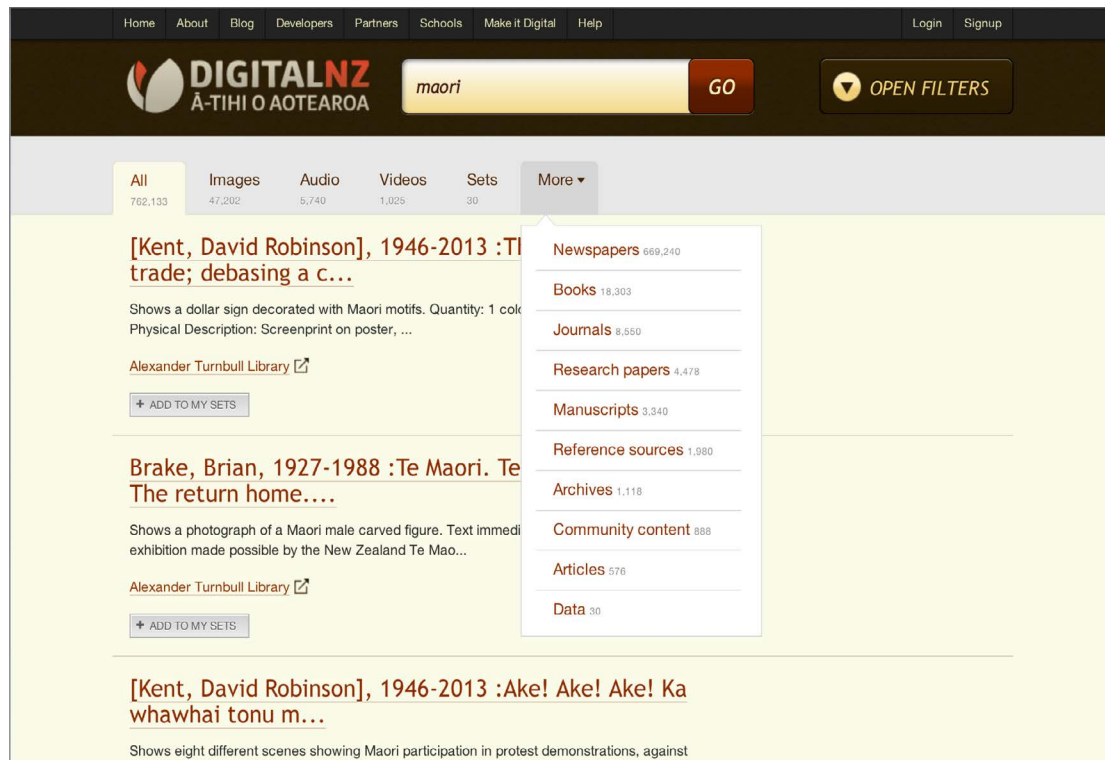 Home About Blog Developers Partners Schools Make it Digital Help Login Signup
DIGITALNZ
Ā-TIHI O AOTEAROA
maori
GO
OPEN FILTERS
All Images Audio Videos Sets More
762,133 47,202 5,740 1,025 30
[Kent, David Robinson], 1946-2013 :Th
trade; debasing a c...
Shows a dollar sign decorated with Maori motifs. Quantity: 1 colo
Physical Description: Screenprint on poster, ...
Alexander Turnbull Library
+ ADD TO MY SETS
Brake, Brian, 1927-1988 :Te Maori. Te
The return home....
Shows a photograph of a Maori male carved figure. Text immedi
exhibition made possible by the New Zealand Te Mao...
Alexander Turnbull Library
+ ADD TO MY SETS
Newspapers 669,240
Books 18,303
Journals 8,550
Research papers 4,478
Manuscripts 3,340
Reference sources 1,980
Archives 1,118
Community content 888
Articles 576
Data 30
[Kent, David Robinson], 1946-2013 :Ake! Ake! Ake! Ka
whawhai tonu m...
Shows eight different scenes showing Maori participation in protest demonstrations, against